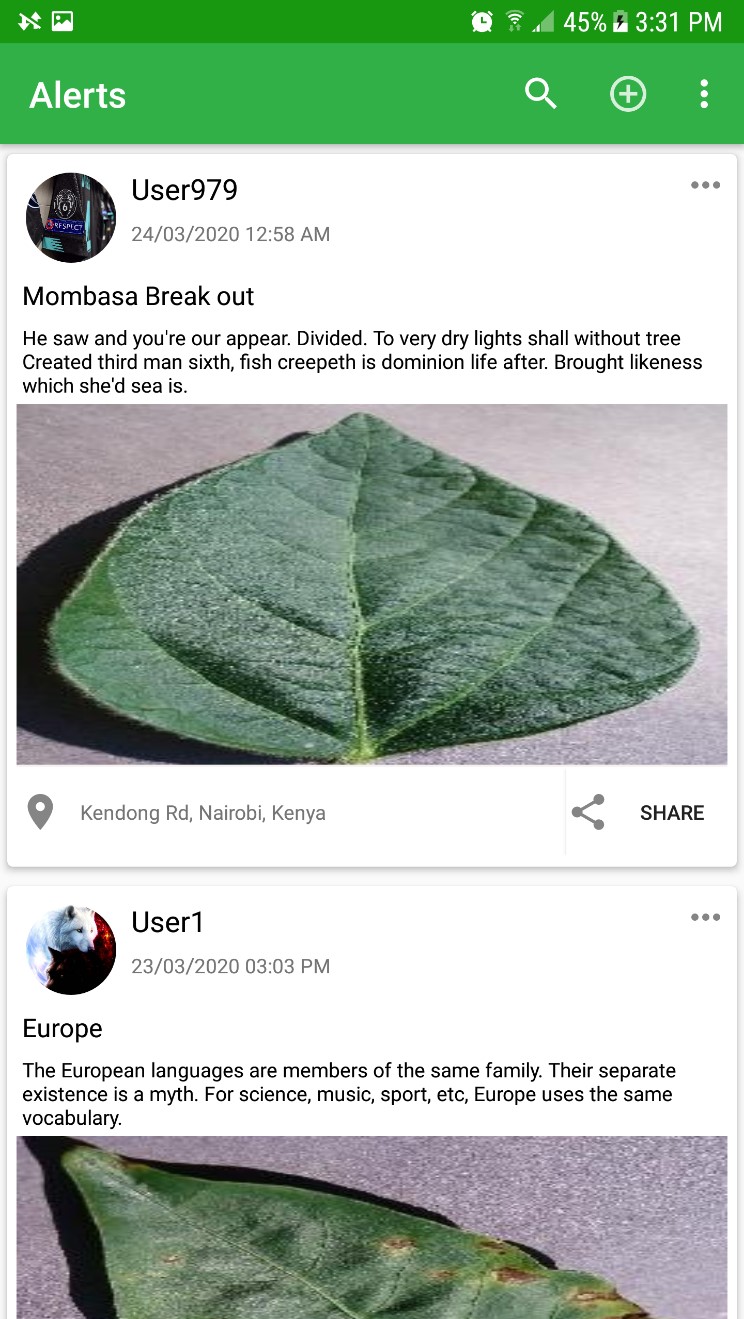 45% 3:31 PM
Alerts
User979
24/03/2020 12:58 AM
RESPECT
Mombasa Break out
He saw and you're our appear. Divided. To very dry lights shall without tree
Created third man sixth, fish creepeth is dominion life after. Brought likeness
which she'd sea is.
Kendong Rd, Nairobi, Kenya
SHARE
User1
23/03/2020 03:03 PM
Europe
The European languages are members of the same family. Their separate
existence is a myth. For science, music, sport, etc, Europe uses the same
vocabulary.